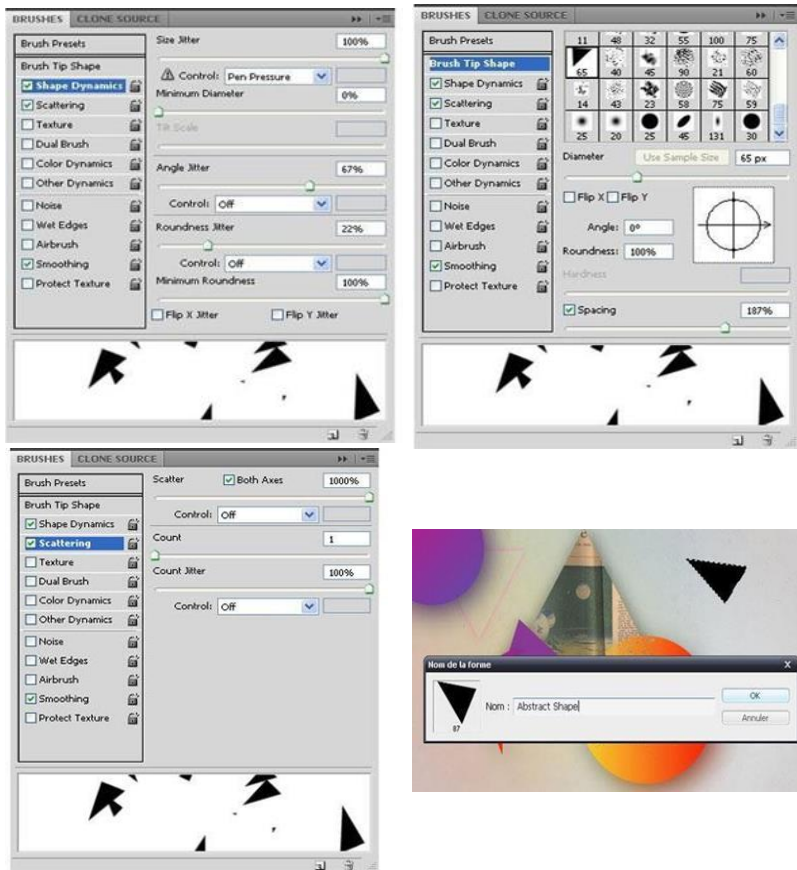 BRUSHES CLONE SOURCE
Brush Presets
Brush Tip Shape
Shape Dynamics
Scattering
Texture
Dual Brush
Color Dynamics
Other Dynamics
Noise
Wet Edges
Airbrush
Smoothing
Protect Texture
Size Jitter 100%
Control: Pen Pressure
Minimum Diameter 0%
Tilt Scale
Angle Jitter 67%
Control: Off
Roundness Jitter 22%
Control: Off
Minimum Roundness 100%
Flip X Jitter Flip Y Jitter
BRUSHES CLONE SOURCE
Brush Presets
Brush Tip Shape
Shape Dynamics
Scattering
Texture
Dual Brush
Color Dynamics
Other Dynamics
Noise
Wet Edges
Airbrush
Smoothing
Protect Texture
11 48 32 55 100 75
65 40 45 90 21 60
14 43 23 58 75 59
25 20 25 45 131 30
Diameter Use Sample Size 65 px
Flip X Flip Y
Angle: 0º
Roundness: 100%
Hardness
Spacing 187%
BRUSHES CLONE SOURCE
Brush Presets
Brush Tip Shape
Shape Dynamics
Scattering
Texture
Dual Brush
Color Dynamics
Other Dynamics
Noise
Wet Edges
Airbrush
Smoothing
Protect Texture
Scatter Both Axes 1000%
Control: Off
Count 1
Count Jitter 100%
Control: Off
Nom de la forme X
87
Nom : Abstract Shape
OK
Annuler